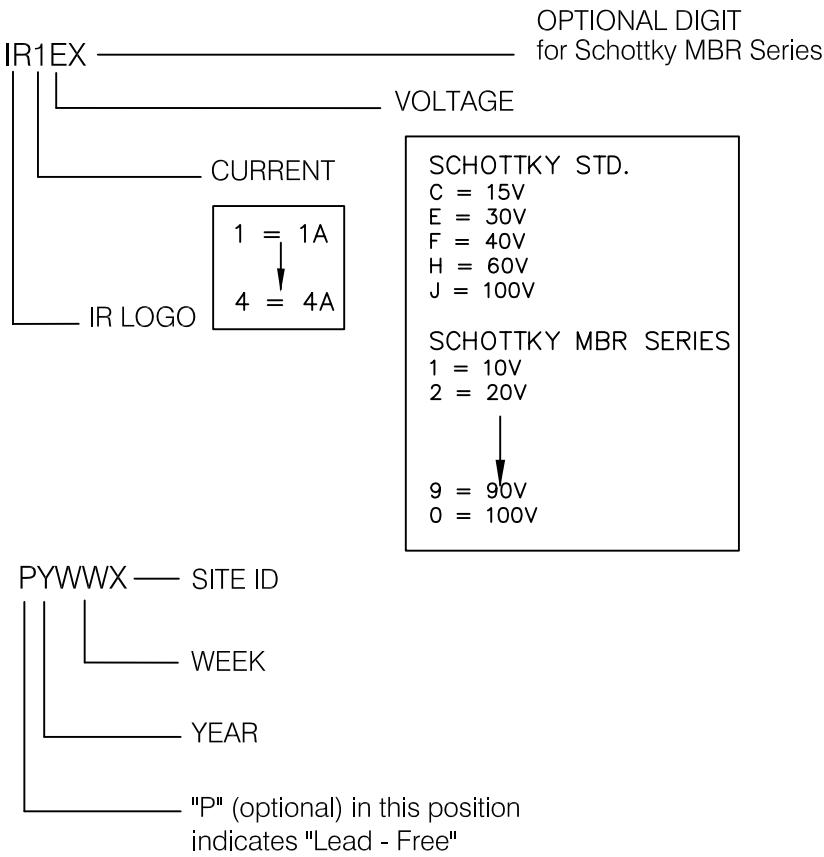 OPTIONAL DIGIT
for Schottky MBR Series
IR1EX
VOLTAGE
CURRENT
1 = 1A
4 = 4A
IR LOGO
SCHOTTKY STD.
C = 15V
E = 30V
F = 40V
H = 60V
J = 100V
SCHOTTKY MBR SERIES
1 = 10V
2 = 20V
9 = 90V
0 = 100V
PYWWX
SITE ID
WEEK
YEAR
"P" (optional) in this position
indicates "Lead - Free"